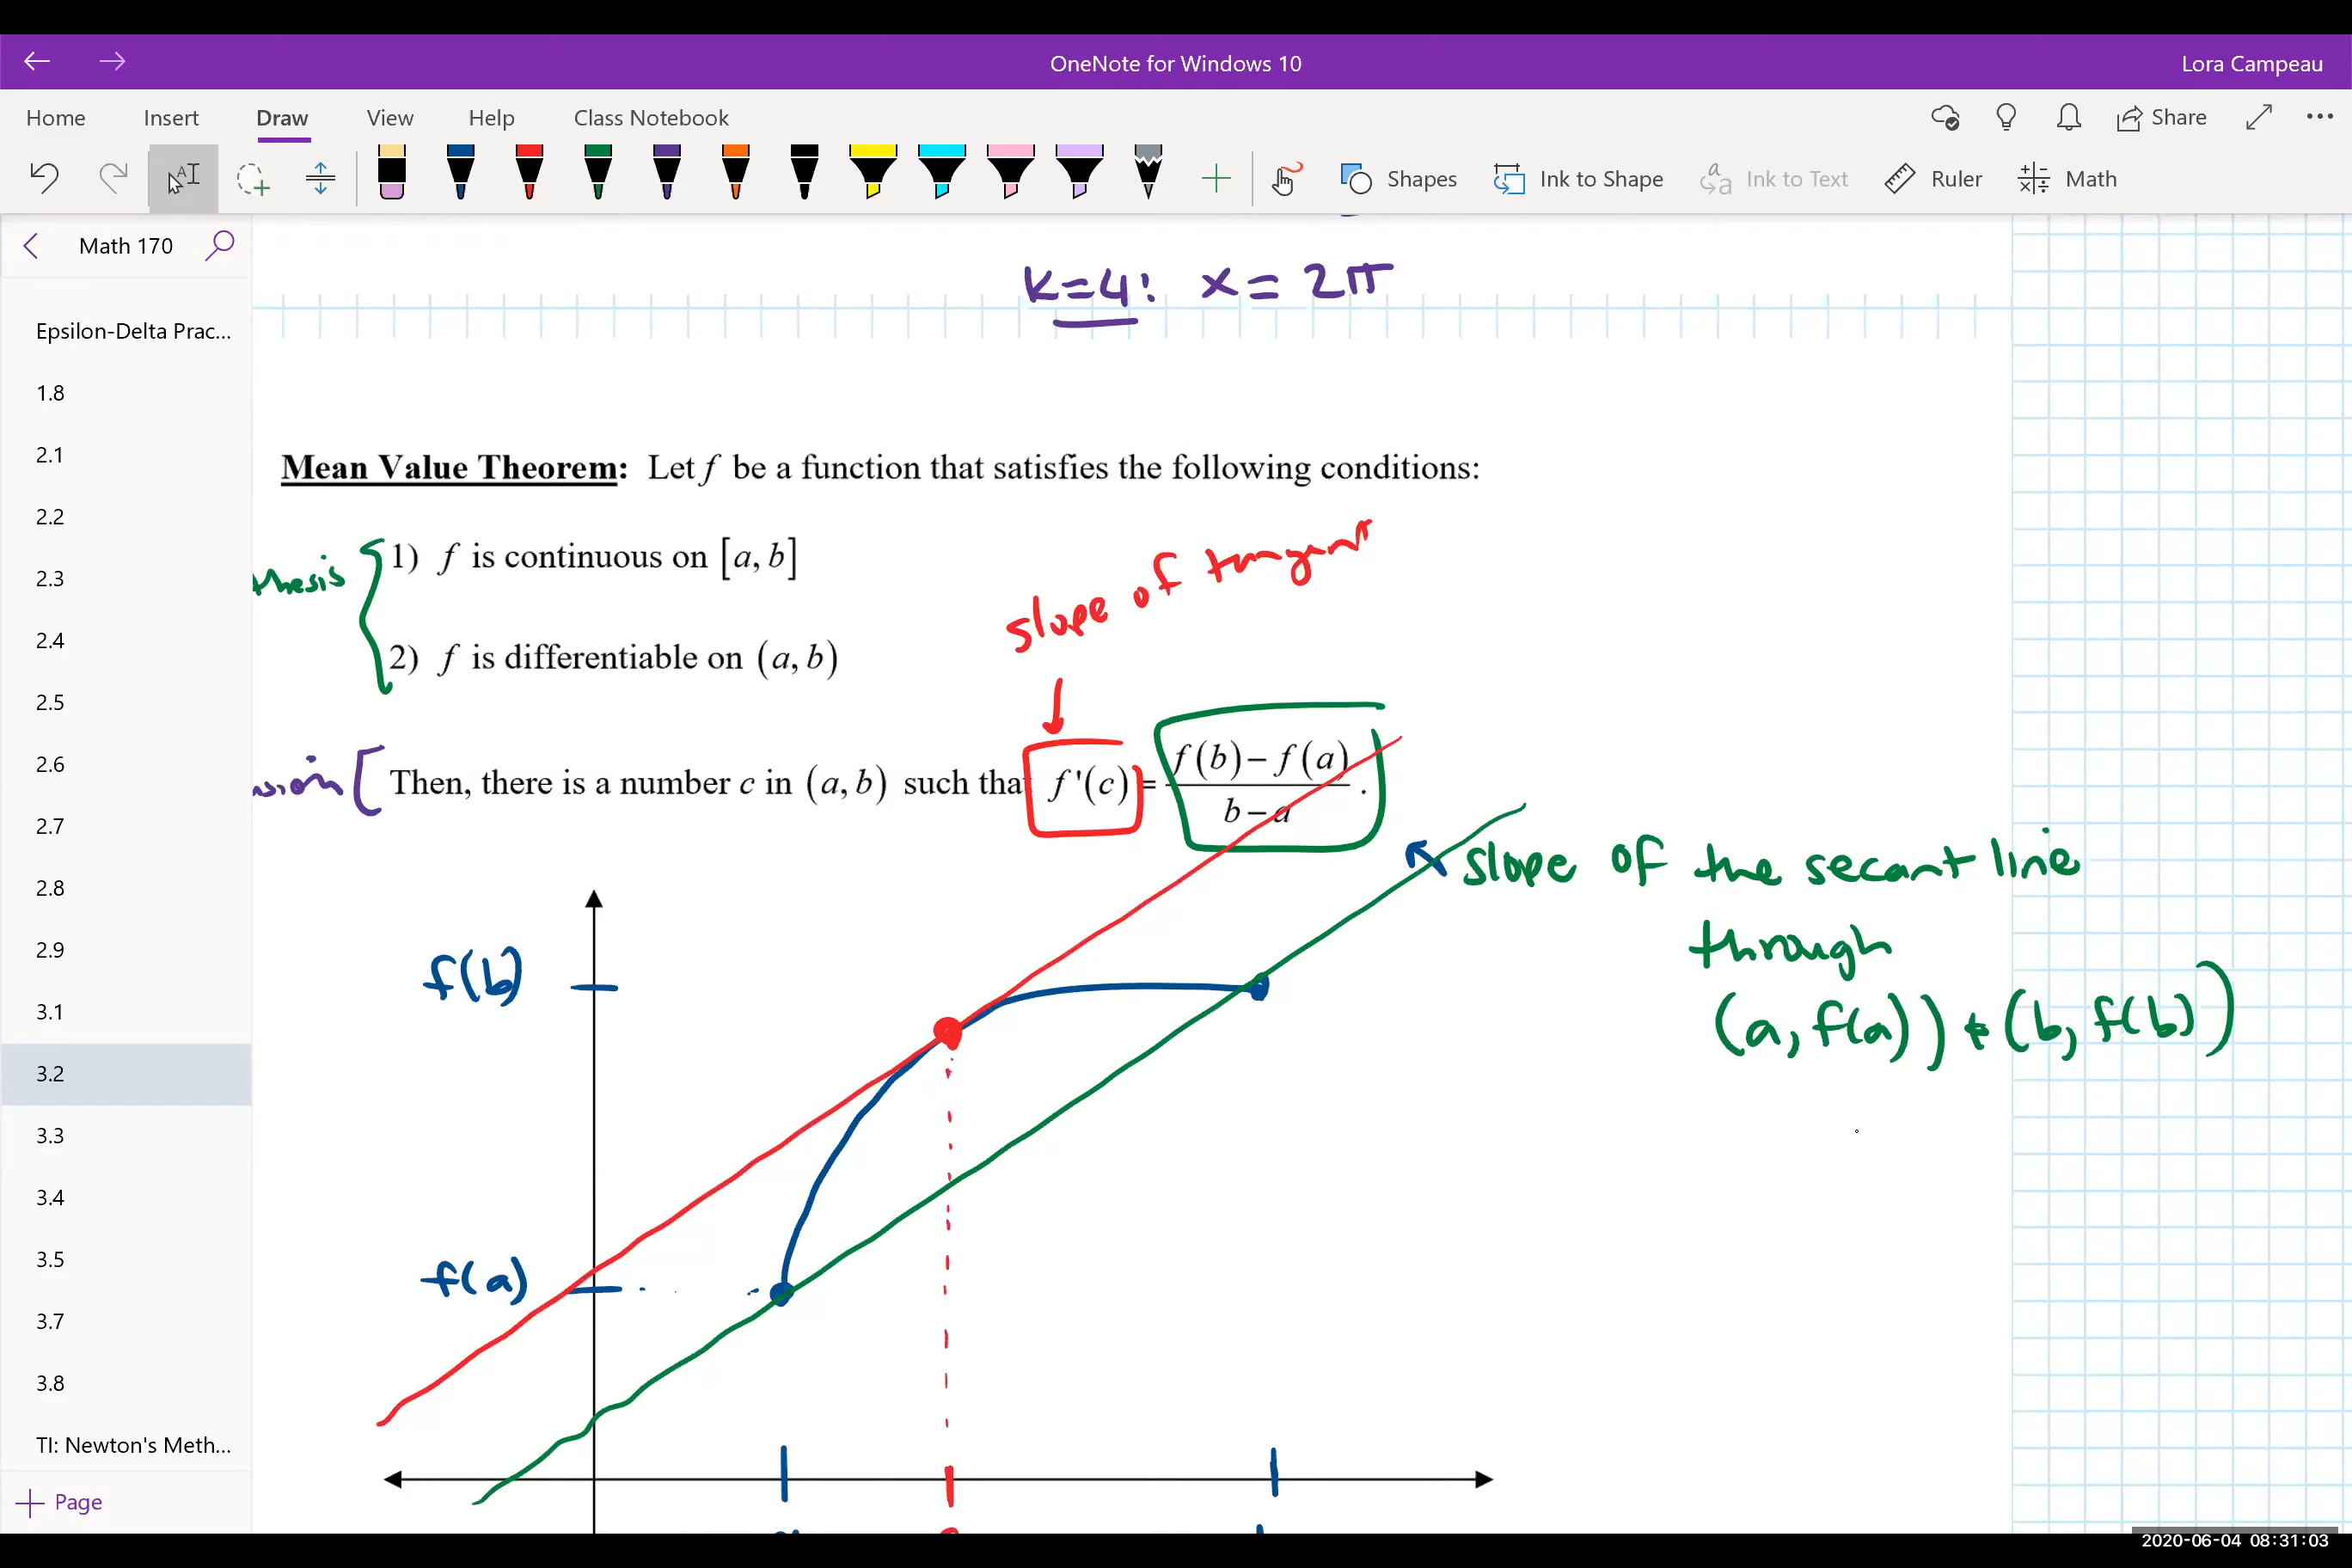 OneNote for Windows 10
Lora Campeau
Home Insert Draw View Help Class Notebook Share
Shapes Ink to Shape Ink to Text Ruler Math
Math 170
Epsilon-Delta Prac...
1.8
2.1
2.2
2.3
2.4
2.5
2.6
2.7
2.8
2.9
3.1
3.2
3.3
3.4
3.5
3.7
3.8
TI: Newton's Meth...
Page
k=4: x = 2π
Mean Value Theorem: Let f be a function that satisfies the following conditions:
thesis
1) f is continuous on [a, b]
slope of tangent
2) f is differentiable on (a, b)
Then, there is a number c in (a, b) such that f '(c) = f(b) − f(a) / b − a .
slope of the secant line
through
(a, f(a)) + (b, f(b))
f(b)
f(a)
2020-06-04 08:31:03